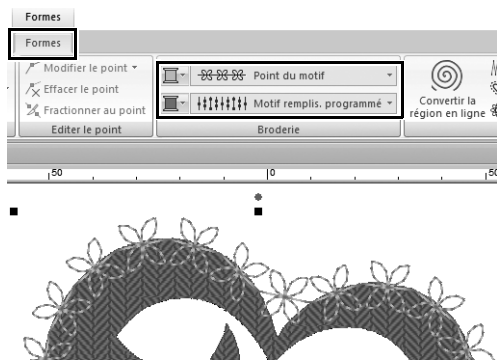 Formes
Formes
Modifier le point
Effacer le point
Fractionner au point
Editer le point
Point du motif
Motif remplis. programmé
Broderie
Convertir la
région en ligne
50
0
50